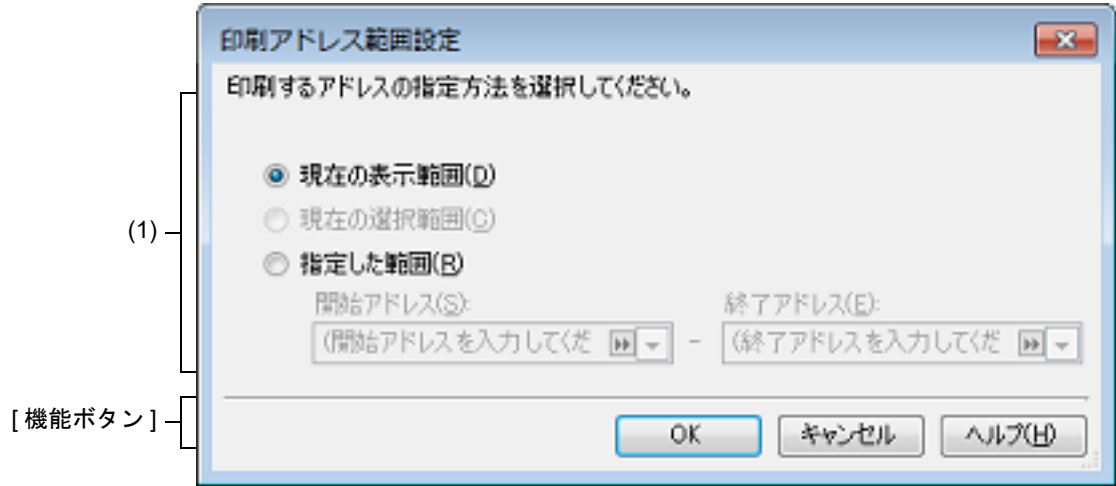 印刷アドレス範囲設定
印刷するアドレスの指定方法を選択してください。
(1)
現在の表示範囲(D)
現在の選択範囲(C)
指定した範囲(R)
開始アドレス(S): 終了アドレス(E):
(開始アドレスを入力してくだ - (終了アドレスを入力してくだ
[ 機能ボタン ]
OK キャンセル ヘルプ(H)